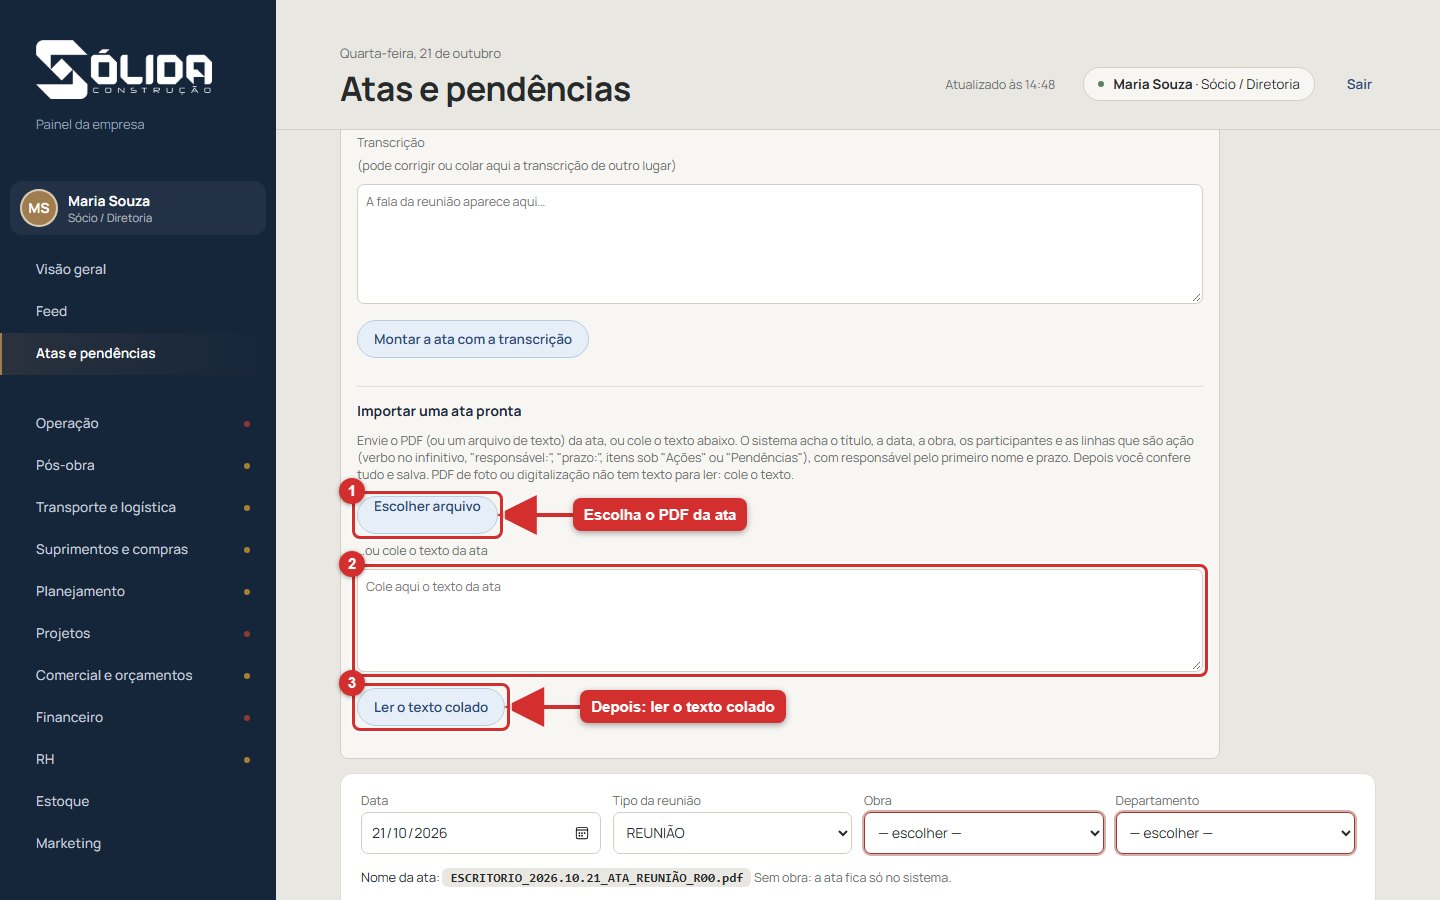 SÓLIDA
CONSTRUÇÃO
Painel da empresa
MS
Maria Souza
Sócio / Diretoria
Visão geral
Feed
Atas e pendências
Operação
Pós-obra
Transporte e logística
Suprimentos e compras
Planejamento
Projetos
Comercial e orçamentos
Financeiro
RH
Estoque
Marketing
Quarta-feira, 21 de outubro
Atas e pendências
Atualizado às 14:48
Maria Souza · Sócio / Diretoria
Sair
Transcrição
(pode corrigir ou colar aqui a transcrição de outro lugar)
A fala da reunião aparece aqui...
Montar a ata com a transcrição
Importar uma ata pronta
Envie o PDF (ou um arquivo de texto) da ata, ou cole o texto abaixo. O sistema acha o título, a data, a obra, os participantes e as linhas que são ação
(verbo no infinitivo, "responsável:", "prazo:", itens sob "Ações" ou "Pendências"), com responsável pelo primeiro nome e prazo. Depois você confere
tudo e salva. PDF de foto ou digitalização não tem texto para ler: cole o texto.
1
Escolher arquivo
Escolha o PDF da ata
ou cole o texto da ata
2
Cole aqui o texto da ata
3
Ler o texto colado
Depois: ler o texto colado
Data
Tipo da reunião
Obra
Departamento
21/10/2026
REUNIÃO
— escolher —
— escolher —
Nome da ata: ESCRITORIO_2026.10.21_ATA_REUNIÃO_R00.pdf Sem obra: a ata fica só no sistema.